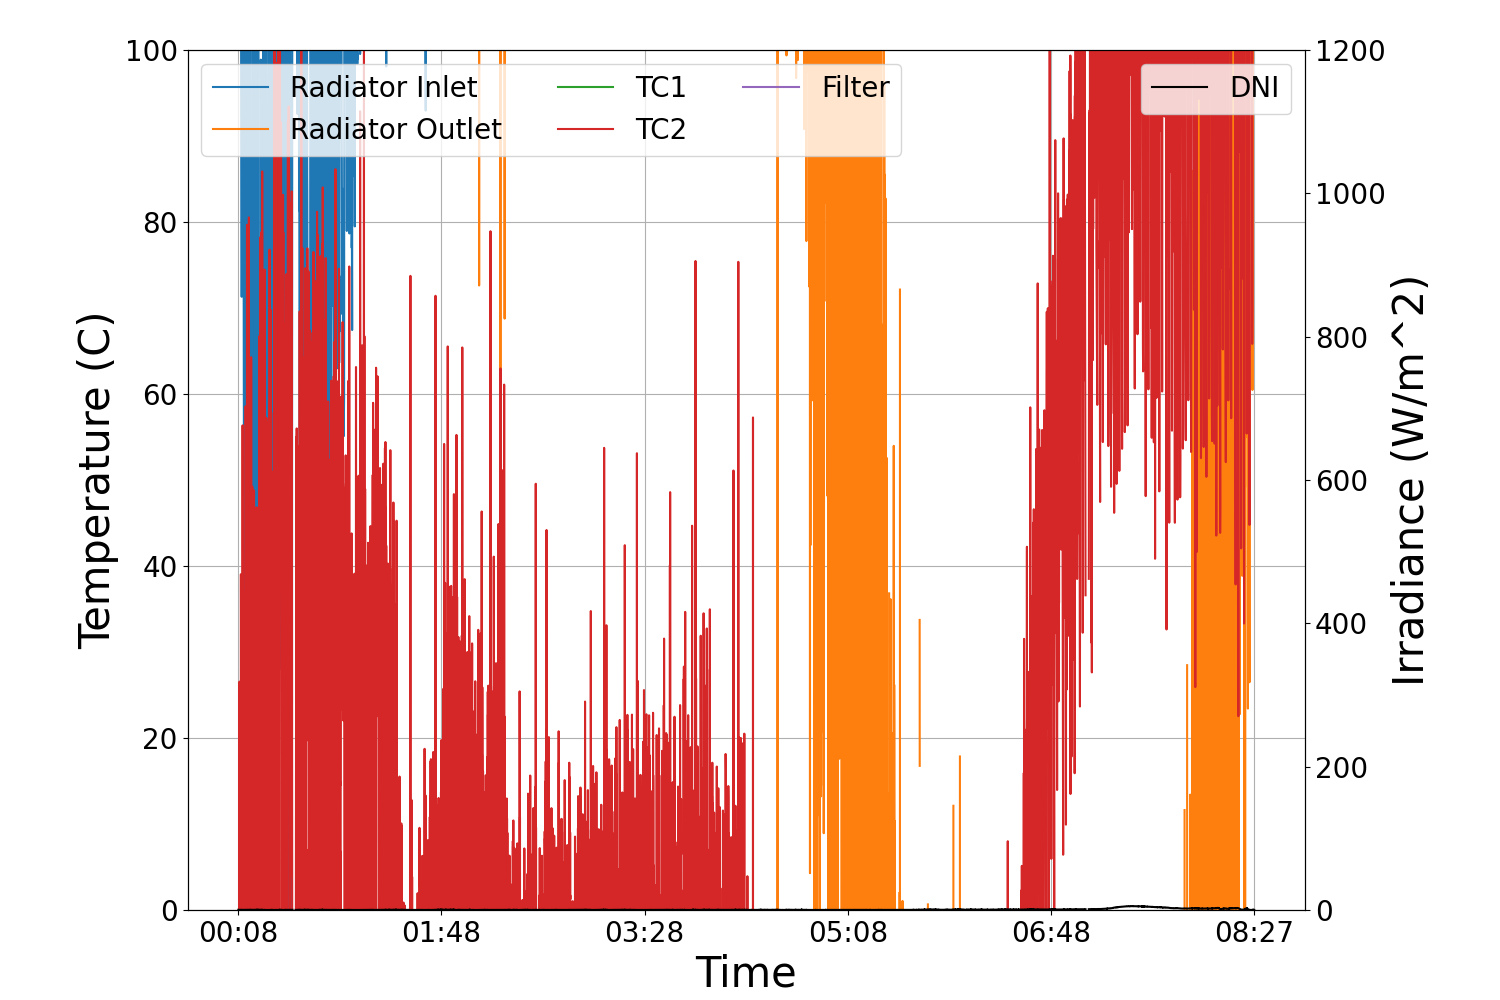 Radiator Inlet
Radiator Outlet
TC1
TC2
Filter
DNI
Temperature (C)
100
80
60
40
20
0
1200
1000
800
600
400
200
0
Irradiance (W/m^2)
00:08 01:48 03:28 05:08 06:48 08:27
Time